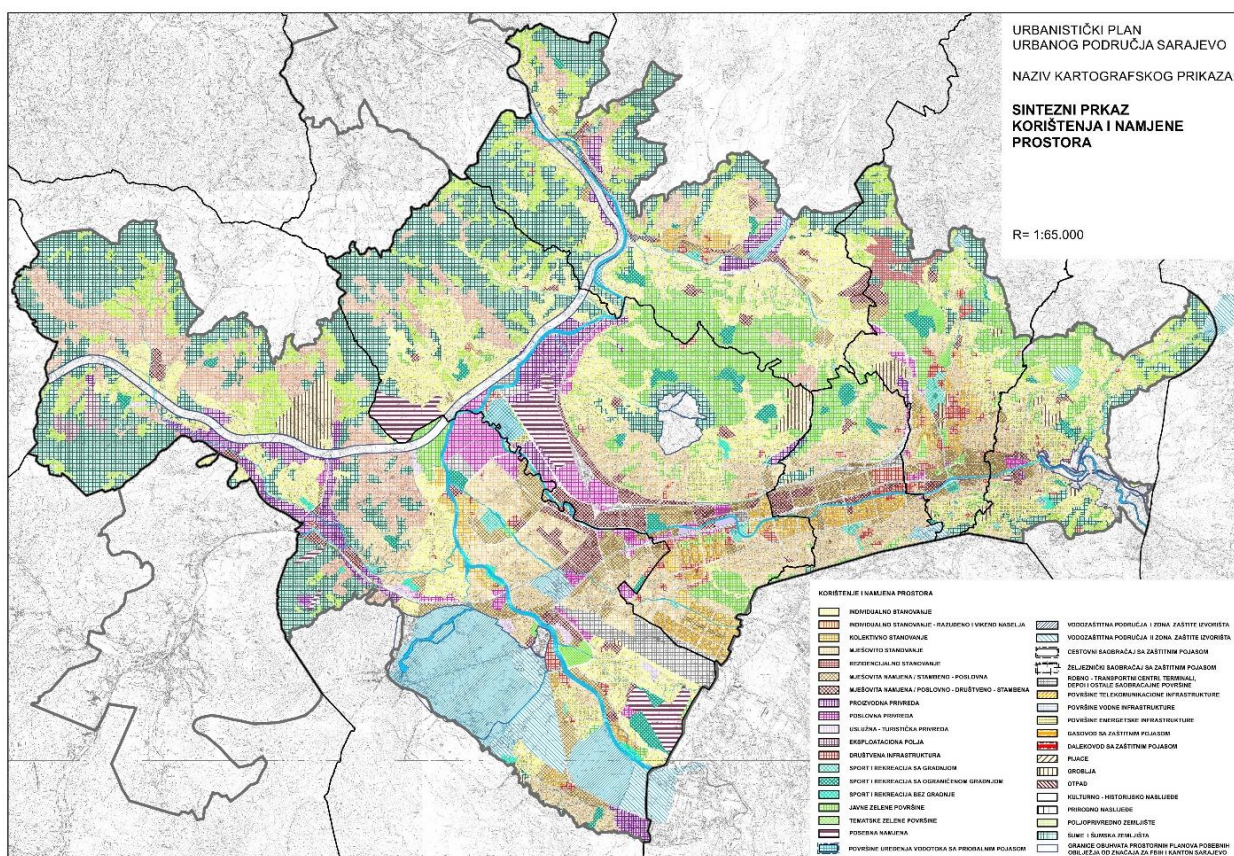 URBANISTIČKI PLAN
URBANOG PODRUČJA SARAJEVO
NAZIV KARTOGRAFSKOG PRIKAZA:
SINTEZNI PRKAZ
KORIŠTENJA I NAMJENE
PROSTORA
R= 1:65.000
KORIŠTENJE I NAMJENA PROSTORA
INDIVIDUALNO STANOVANJE
INDIVIDUALNO STANOVANJE - RAZUĐENO I VIKEND NASELJA
KOLEKTIVNO STANOVANJE
MJEŠOVITO STANOVANJE
REZIDENCIJALNO STANOVANJE
MJEŠOVITA NAMJENA / STAMBENO - POSLOVNA
MJEŠOVITA NAMJENA / POSLOVNO - DRUŠTVENO - STAMBENA
PROIZVODNA PRIVREDA
POSLOVNA PRIVREDA
USLUŽNA - TURISTIČKA PRIVREDA
EKSPLOATACIONA POLJA
DRUŠTVENA INFRASTRUKTURA
SPORT I REKREACIJA SA GRADNJOM
SPORT I REKREACIJA SA OGRANIČENOM GRADNJOM
SPORT I REKREACIJA BEZ GRADNJE
JAVNE ZELENE POVRŠINE
TEMATSKE ZELENE POVRŠINE
POSEBNA NAMJENA
POVRŠINE UREĐENJA VODOTOKA SA PRIOBALNIM POJASOM
VODOZAŠTITNA PODRUČJA I ZONA ZAŠTITE IZVORIŠTA
VODOZAŠTITNA PODRUČJA II ZONA ZAŠTITE IZVORIŠTA
CESTOVNI SAOBRAĆAJ SA ZAŠTITNIM POJASOM
ŽELJEZNIČKI SAOBRAĆAJ SA ZAŠTITNIM POJASOM
ROBNO - TRANSPORTNI CENTRI, TERMINALI,
DEPOI I OSTALE SAOBRAĆAJNE POVRŠINE
POVRŠINE TELEKOMUNIKACIONE INFRASTRUKTURE
POVRŠINE VODNE INFRASTRUKTURE
POVRŠINE ENERGETSKE INFRASTRUKTURE
GASOVOD SA ZAŠTITNIM POJASOM
DALEKOVOD SA ZAŠTITNIM POJASOM
PIJACE
GROBLJA
OTPAD
KULTURNO - HISTORIJSKO NASLIJEĐE
PRIRODNO NASLIJEĐE
POLJOPRIVREDNO ZEMLJIŠTE
ŠUME I ŠUMSKA ZEMLJIŠTA
GRANICE OBUHVATA PROSTORNIH PLANOVA POSEBNIH
OBILJEŽJA OD ZNAČAJA ZA FBIH I KANTON SARAJEVO